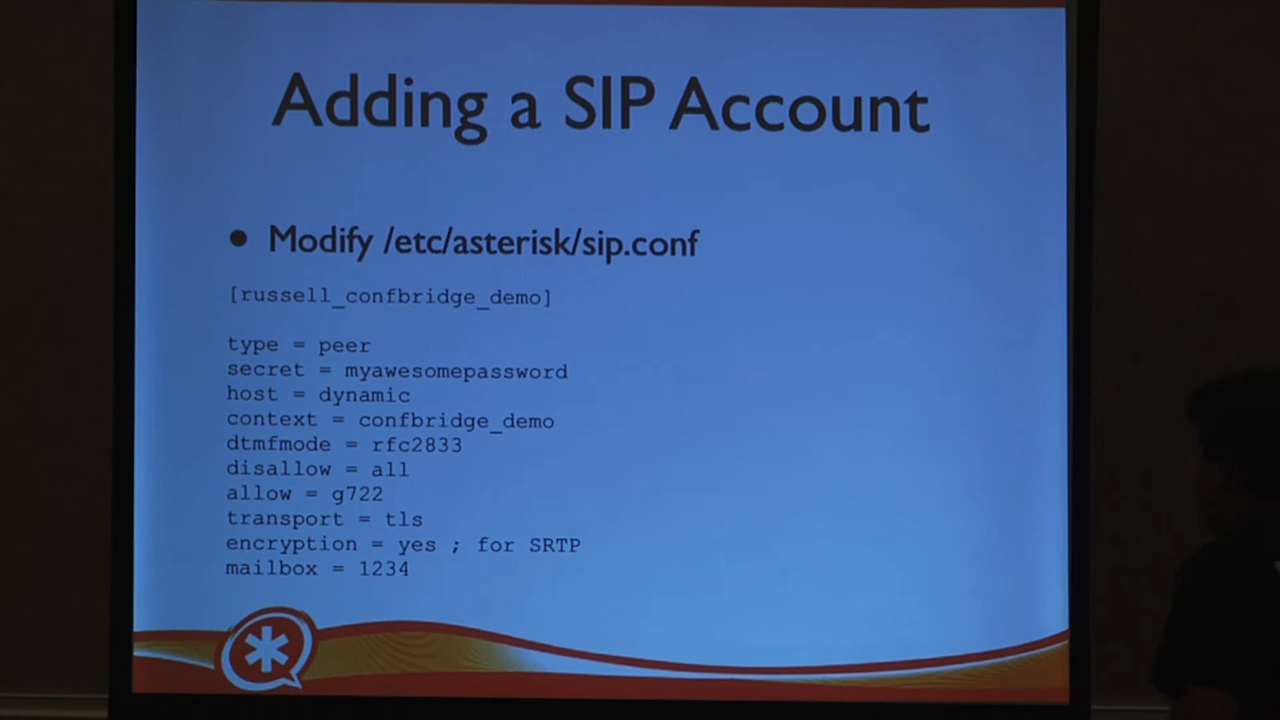 Adding a SIP Account
• Modify /etc/asterisk/sip.conf
[russell_confbridge_demo]
type = peer
secret = myawesomepassword
host = dynamic
context = confbridge_demo
dtmfmode = rfc2833
disallow = all
allow = g722
transport = tls
encryption = yes ; for SRTP
mailbox = 1234